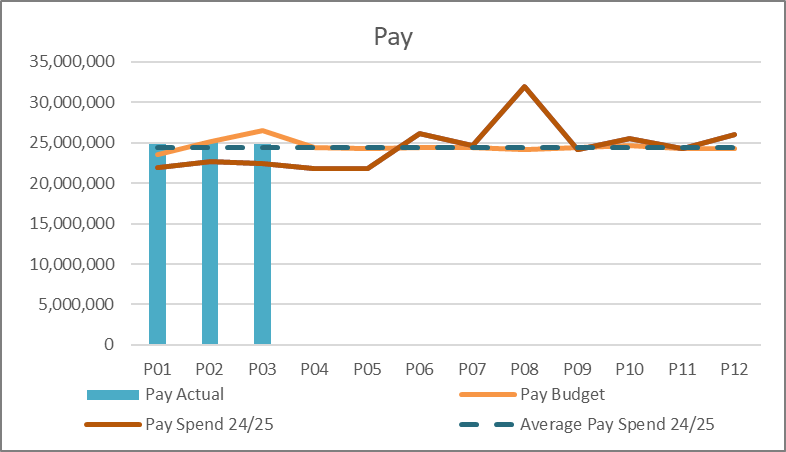 Pay
35,000,000
30,000,000
25,000,000
20,000,000
15,000,000
10,000,000
5,000,000
0
P01 P02 P03 P04 P05 P06 P07 P08 P09 P10 P11 P12
Pay Actual Pay Budget
Pay Spend 24/25 Average Pay Spend 24/25